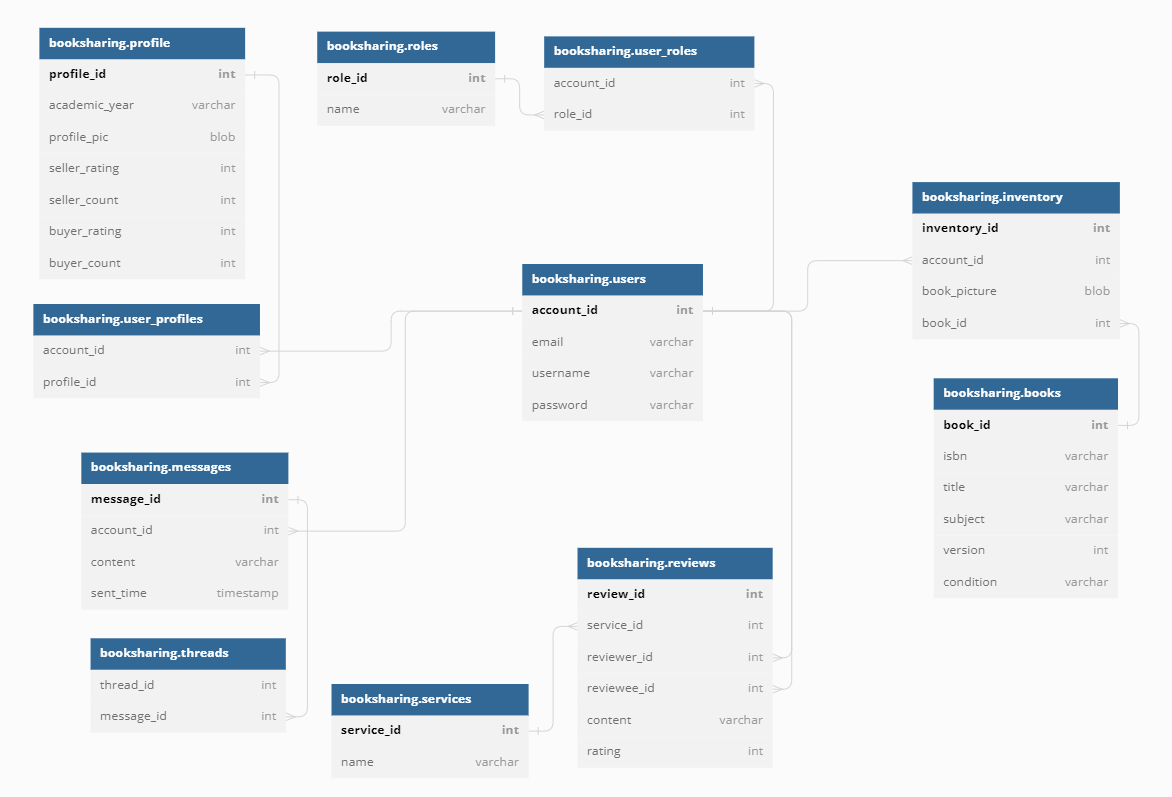 booksharing.profile
profile_id int
academic_year varchar
profile_pic blob
seller_rating int
seller_count int
buyer_rating int
buyer_count int
booksharing.roles
role_id int
name varchar
booksharing.user_roles
account_id int
role_id int
booksharing.inventory
inventory_id int
account_id int
book_picture blob
book_id int
booksharing.users
account_id int
email varchar
username varchar
password varchar
booksharing.user_profiles
account_id int
profile_id int
booksharing.books
book_id int
isbn varchar
title varchar
subject varchar
version int
condition varchar
booksharing.messages
message_id int
account_id int
content varchar
sent_time timestamp
booksharing.reviews
review_id int
service_id int
reviewer_id int
reviewee_id int
content varchar
rating int
booksharing.threads
thread_id int
message_id int
booksharing.services
service_id int
name varchar